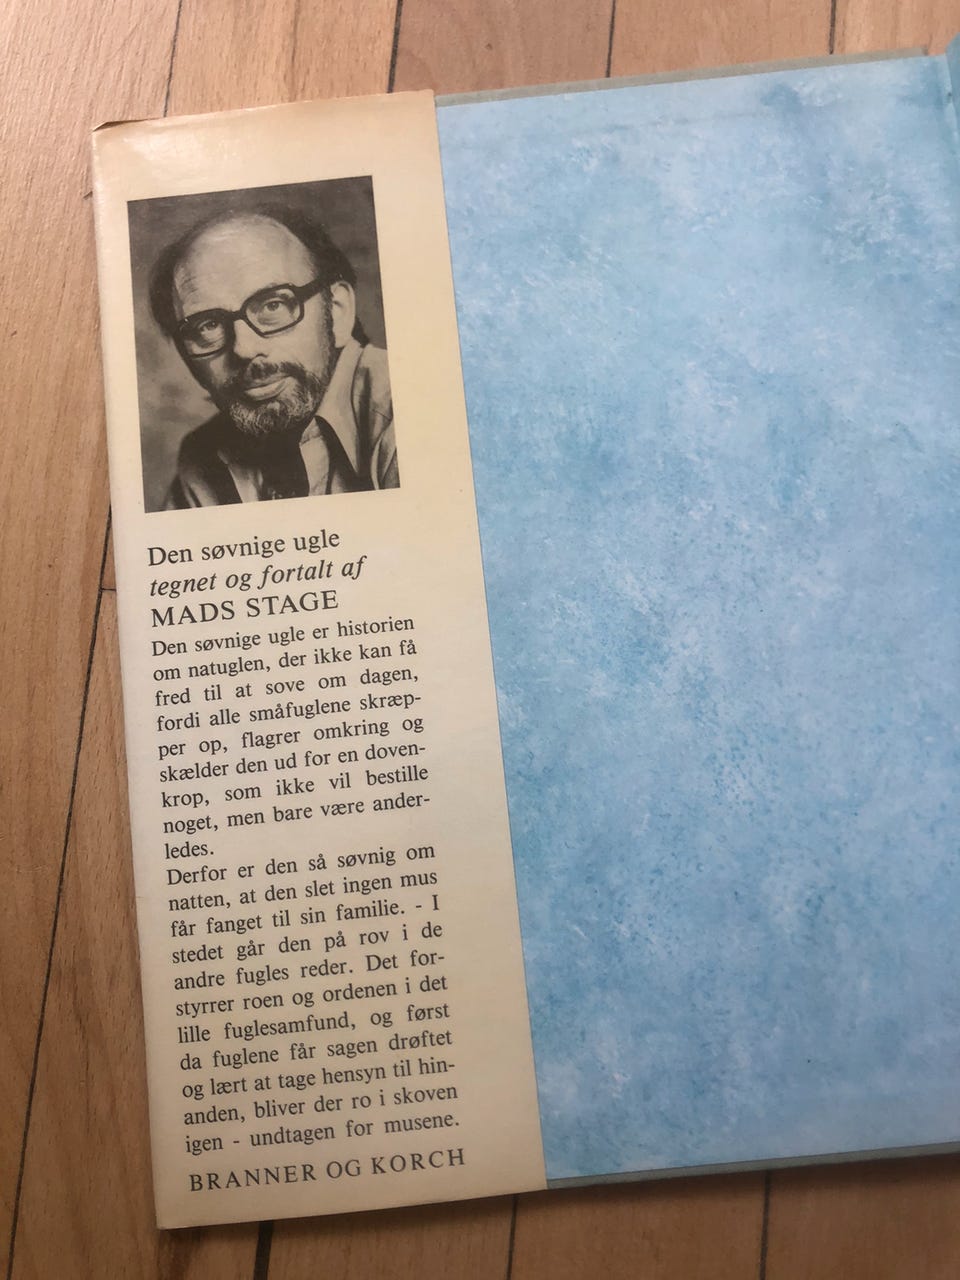 Den søvnige ugle
tegnet og fortalt af
MADS STAGE
Den søvnige ugle er historien
om natuglen, der ikke kan få
fred til at sove om dagen,
fordi alle småfuglene skræp-
per op, flagrer omkring og
skælder den ud for en doven-
krop, som ikke vil bestille
noget, men bare være ander-
ledes.
Derfor er den så søvnig om
natten, at den slet ingen mus
får fanget til sin familie. - I
stedet går den på rov i de
andre fugles reder. Det for-
styrrer roen og ordenen i det
lille fuglesamfund, og først
da fuglene får sagen drøftet
og lært at tage hensyn til hin-
anden, bliver der ro i skoven
igen - undtagen for musene.
BRANNER OG KORCH